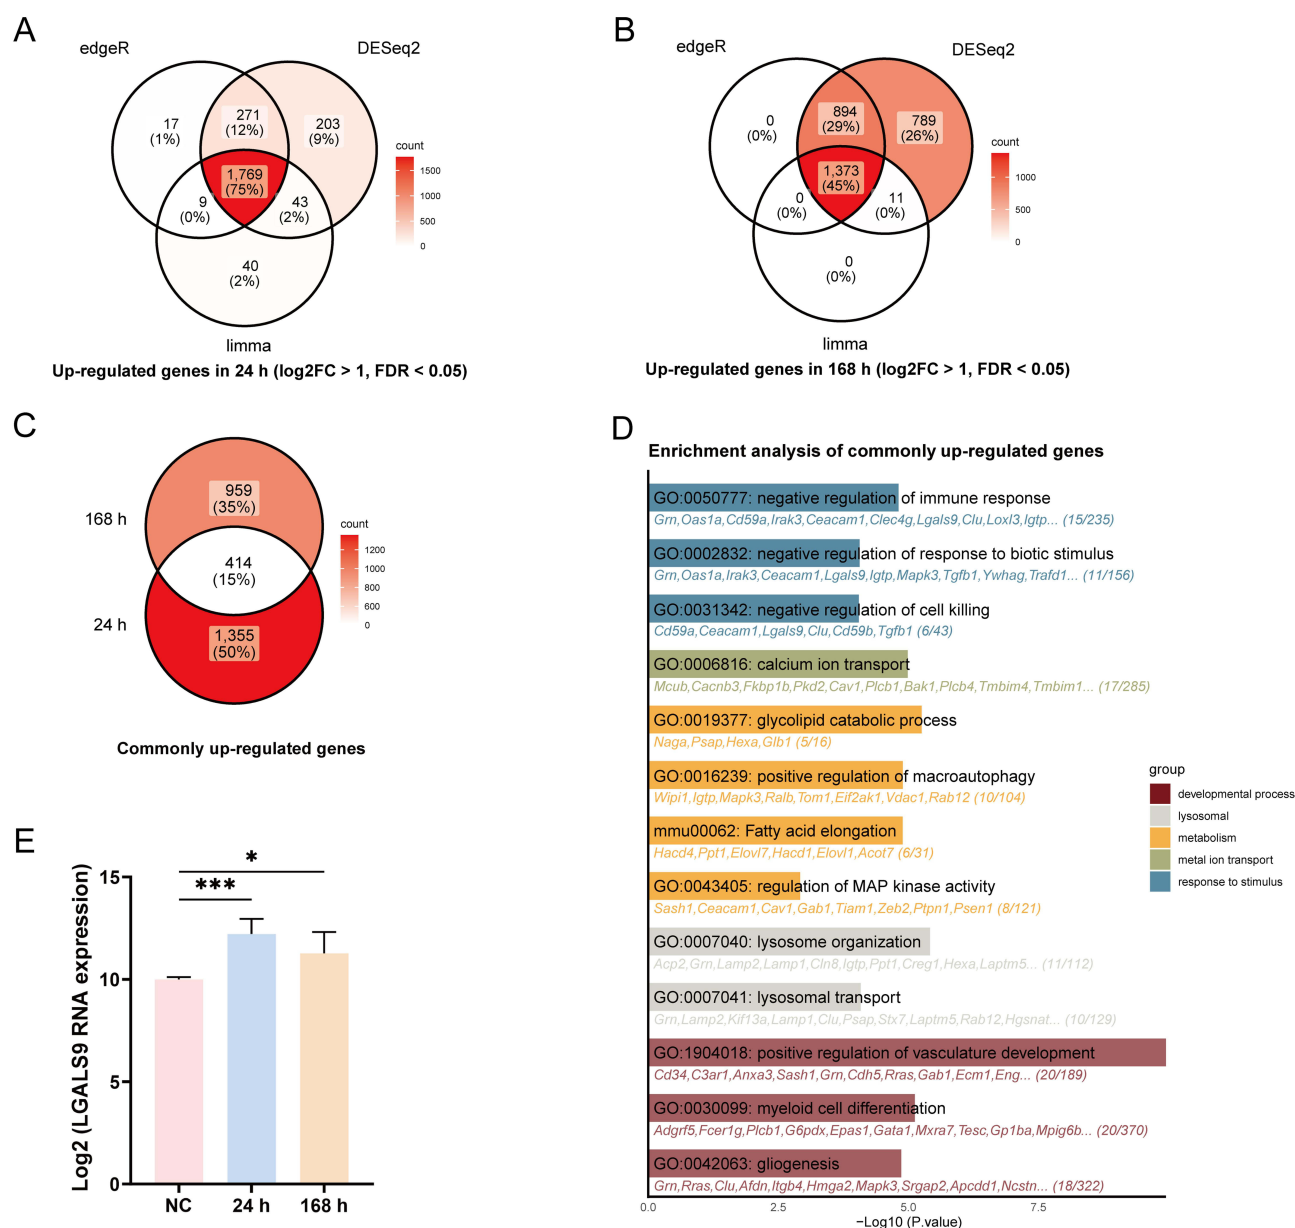 A
edgeR
DESeq2
17
(1%)
271
(12%)
203
(9%)
1,769
(75%)
9
(0%)
43
(2%)
40
(2%)
limma
count
1500
1000
500
0
Up-regulated genes in 24 h (log2FC > 1, FDR < 0.05)
B
edgeR
DESeq2
0
(0%)
894
(29%)
789
(26%)
1,373
(45%)
0
(0%)
11
(0%)
0
(0%)
limma
count
1000
500
0
Up-regulated genes in 168 h (log2FC > 1, FDR < 0.05)
C
168 h
24 h
959
(35%)
414
(15%)
1,355
(50%)
count
1200
1000
800
600
0
Commonly up-regulated genes
D
Enrichment analysis of commonly up-regulated genes
GO:0050777: negative regulation of immune response
Grn,Oas1a,Cd59a,Irak3,Ceacam1,Clec4g,Lgals9,Clu,Loxl3,Igtp... (15/235)
GO:0002832: negative regulation of response to biotic stimulus
Grn,Oas1a,Irak3,Ceacam1,Lgals9,Igtp,Mapk3,Tgfb1,Ywhag,Trafd1... (11/156)
GO:0031342: negative regulation of cell killing
Cd59a,Ceacam1,Lgals9,Clu,Cd59b,Tgfb1 (6/43)
GO:0006816: calcium ion transport
Mcub,Cacnb3,Fkbp1b,Pkd2,Cav1,Plcb1,Bak1,Plcb4,Tmbim4,Tmbim1... (17/285)
GO:0019377: glycolipid catabolic process
Naga,Psap,Hexa,Glb1 (5/16)
GO:0016239: positive regulation of macroautophagy
Wipi1,Igtp,Mapk3,Ralb,Tom1,Eif2ak1,Vdac1,Rab12 (10/104)
mmu00062: Fatty acid elongation
Hacd4,Ppt1,Elovl7,Hacd1,Elovl1,Acot7 (6/31)
GO:0043405: regulation of MAP kinase activity
Sash1,Ceacam1,Cav1,Gab1,Tiam1,Zeb2,Ptpn1,Psen1 (8/121)
GO:0007040: lysosome organization
Acp2,Grn,Lamp2,Lamp1,Cln8,Igtp,Ppt1,Creg1,Hexa,Laptm5... (11/112)
GO:0007041: lysosomal transport
Grn,Lamp2,Kif13a,Lamp1,Clu,Psap,Stx7,Laptm5,Rab12,Hgsnat... (10/129)
GO:1904018: positive regulation of vasculature development
Cd34,C3ar1,Anxa3,Sash1,Grn,Cdh5,Rras,Gab1,Ecm1,Eng... (20/189)
GO:0030099: myeloid cell differentiation
Adgrf5,Fcer1g,Plcb1,G6pdx,Epas1,Gata1,Mxra7,Tesc,Gp1ba,Mpig6b... (20/370)
GO:0042063: gliogenesis
Grn,Rras,Clu,Afdn,Itgb4,Hmga2,Mapk3,Srgap2,Apcdd1,Ncstn... (18/322)
0.0
2.5
5.0
7.5
−Log10 (P.value)
group
developmental process
lysosomal
metabolism
metal ion transport
response to stimulus
E
Log2 (LGALS9 RNA expression)
15
10
5
0
*
***
NC
24 h
168 h